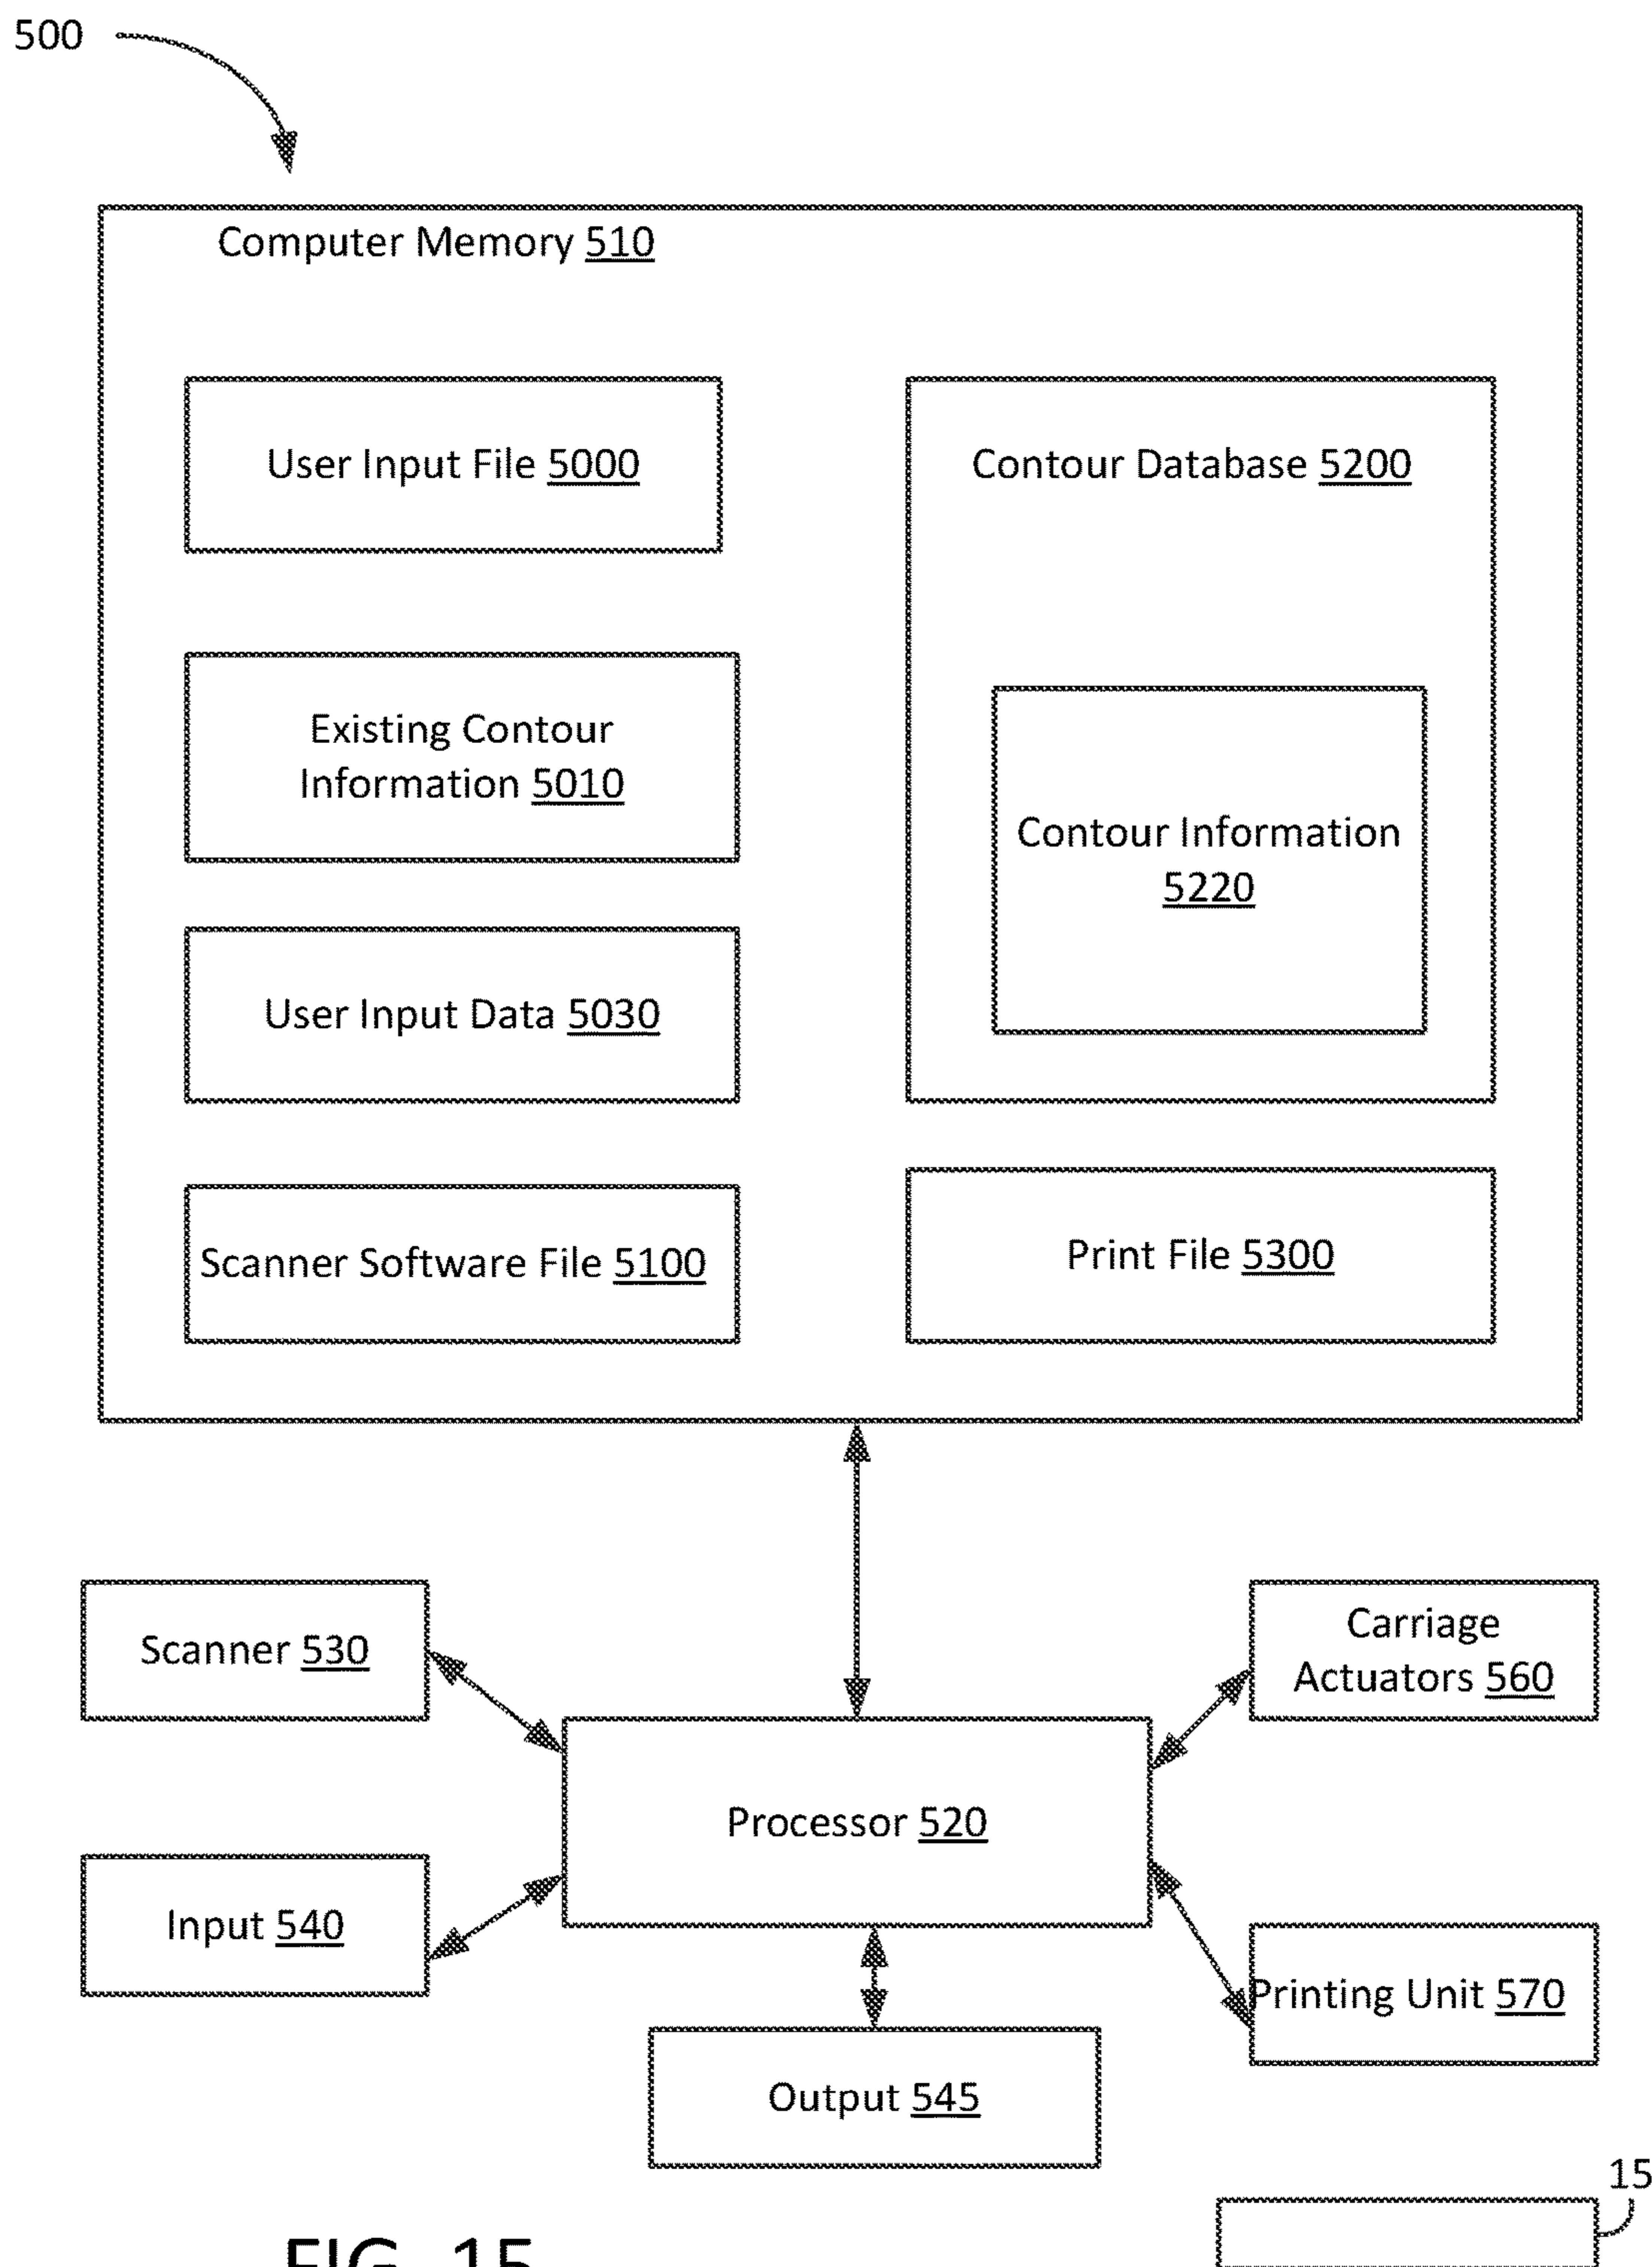 500
Computer Memory 510
User Input File 5000
Contour Database 5200
Existing Contour
Information 5010
Contour Information
5220
User Input Data 5030
Scanner Software File 5100
Print File 5300
Scanner 530
Carriage
Actuators 560
Processor 520
Input 540
Printing Unit 570
Output 545
15
FIG. 15